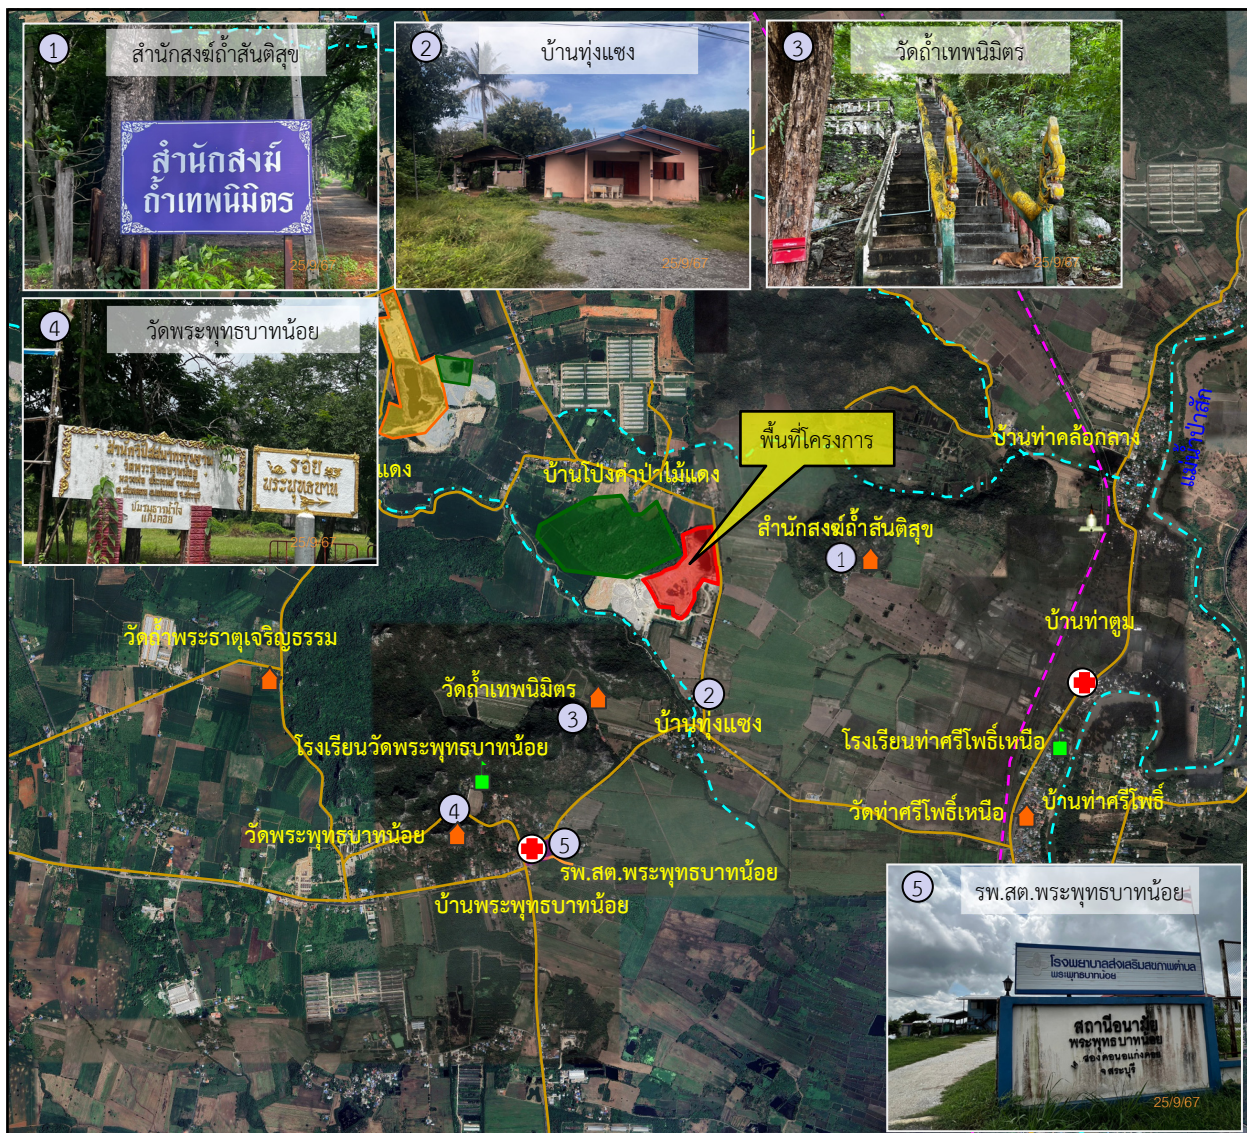 1
สำนักสงฆ์ถ้ำสันติสุข
สำนักสงฆ์
ถ้ำเทพนิมิตร
25/9/67
2
บ้านทุ่งแซง
25/9/67
3
วัดถ้ำเทพนิมิตร
25/9/67
4
วัดพระพุทธบาทน้อย
รอย
พระพุทธบาท
ชมรมธารน้ำใจ
แก่งคอย
25/9/67
แดง
บ้านโป่งค่าป่าไม้แดง
พื้นที่โครงการ
บ้านท่าคล้อกลาง
แม่น้ำป่าสัก
สำนักสงฆ์ถ้ำสันติสุข
1
บ้านท่าตูม
วัดถ้ำพระธาตุเจริญธรรม
วัดถ้ำเทพนิมิตร
3
2
บ้านทุ่งแซง
โรงเรียนวัดพระพุทธบาทน้อย
โรงเรียนท่าศรีโพธิ์เหนือ
4
วัดพระพุทธบาทน้อย
วัดท่าศรีโพธิ์เหนือ
บ้านท่าศรีโพธิ์
5
รพ.สต.พระพุทธบาทน้อย
บ้านพระพุทธบาทน้อย
5
รพ.สต.พระพุทธบาทน้อย
โรงพยาบาลส่งเสริมสุขภาพตำบล
พระพุทธบาทน้อย
สถานีอนามัย
พระพุทธบาทน้อย
จ.สระบุรี
25/9/67